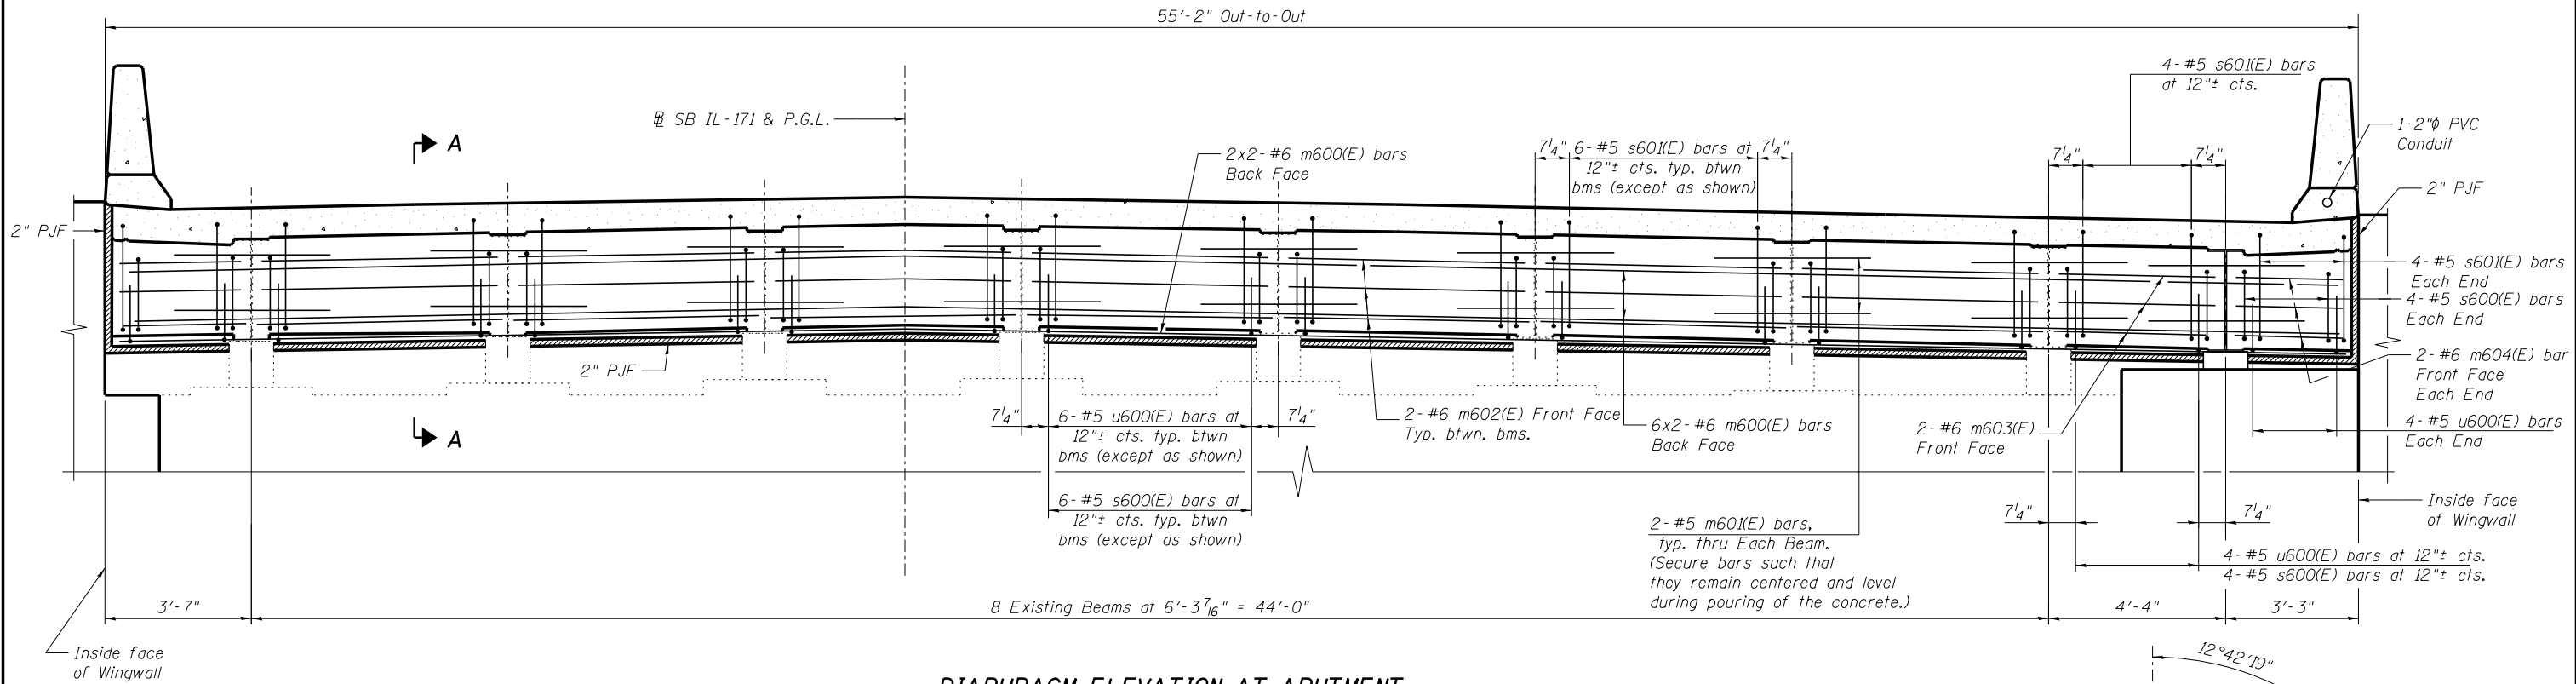 55'-2" Out-to-Out
4-#5 s601(E) bars
at 12"± cts.
1-2"φ PVC
Conduit
℄ SB IL-171 & P.G.L.
A
2x2-#6 m600(E) bars
Back Face
7¼"
6-#5 s601(E) bars at
12"± cts. typ. btwn
bms (except as shown)
7¼"
7¼"
7¼"
2" PJF
2" PJF
4-#5 s601(E) bars
Each End
4-#5 s600(E) bars
Each End
2-#6 m604(E) bar
Front Face
Each End
2" PJF
7¼"
6-#5 u600(E) bars at
12"± cts. typ. btwn
bms (except as shown)
7¼"
2-#6 m602(E) Front Face
Typ. btwn. bms.
6x2-#6 m600(E) bars
Back Face
2-#6 m603(E)
Front Face
4-#5 u600(E) bars
Each End
A
6-#5 s600(E) bars at
12"± cts. typ. btwn
bms (except as shown)
2-#5 m601(E) bars,
typ. thru Each Beam.
(Secure bars such that
they remain centered and level
during pouring of the concrete.)
7¼"
7¼"
Inside face
of Wingwall
4-#5 u600(E) bars at 12"± cts.
4-#5 s600(E) bars at 12"± cts.
3'-7"
8 Existing Beams at 6'-3 7/16" = 44'-0"
4'-4"
3'-3"
Inside face
of Wingwall
12°42'19"
DIAPHRAGM ELEVATION AT ABUTMENT